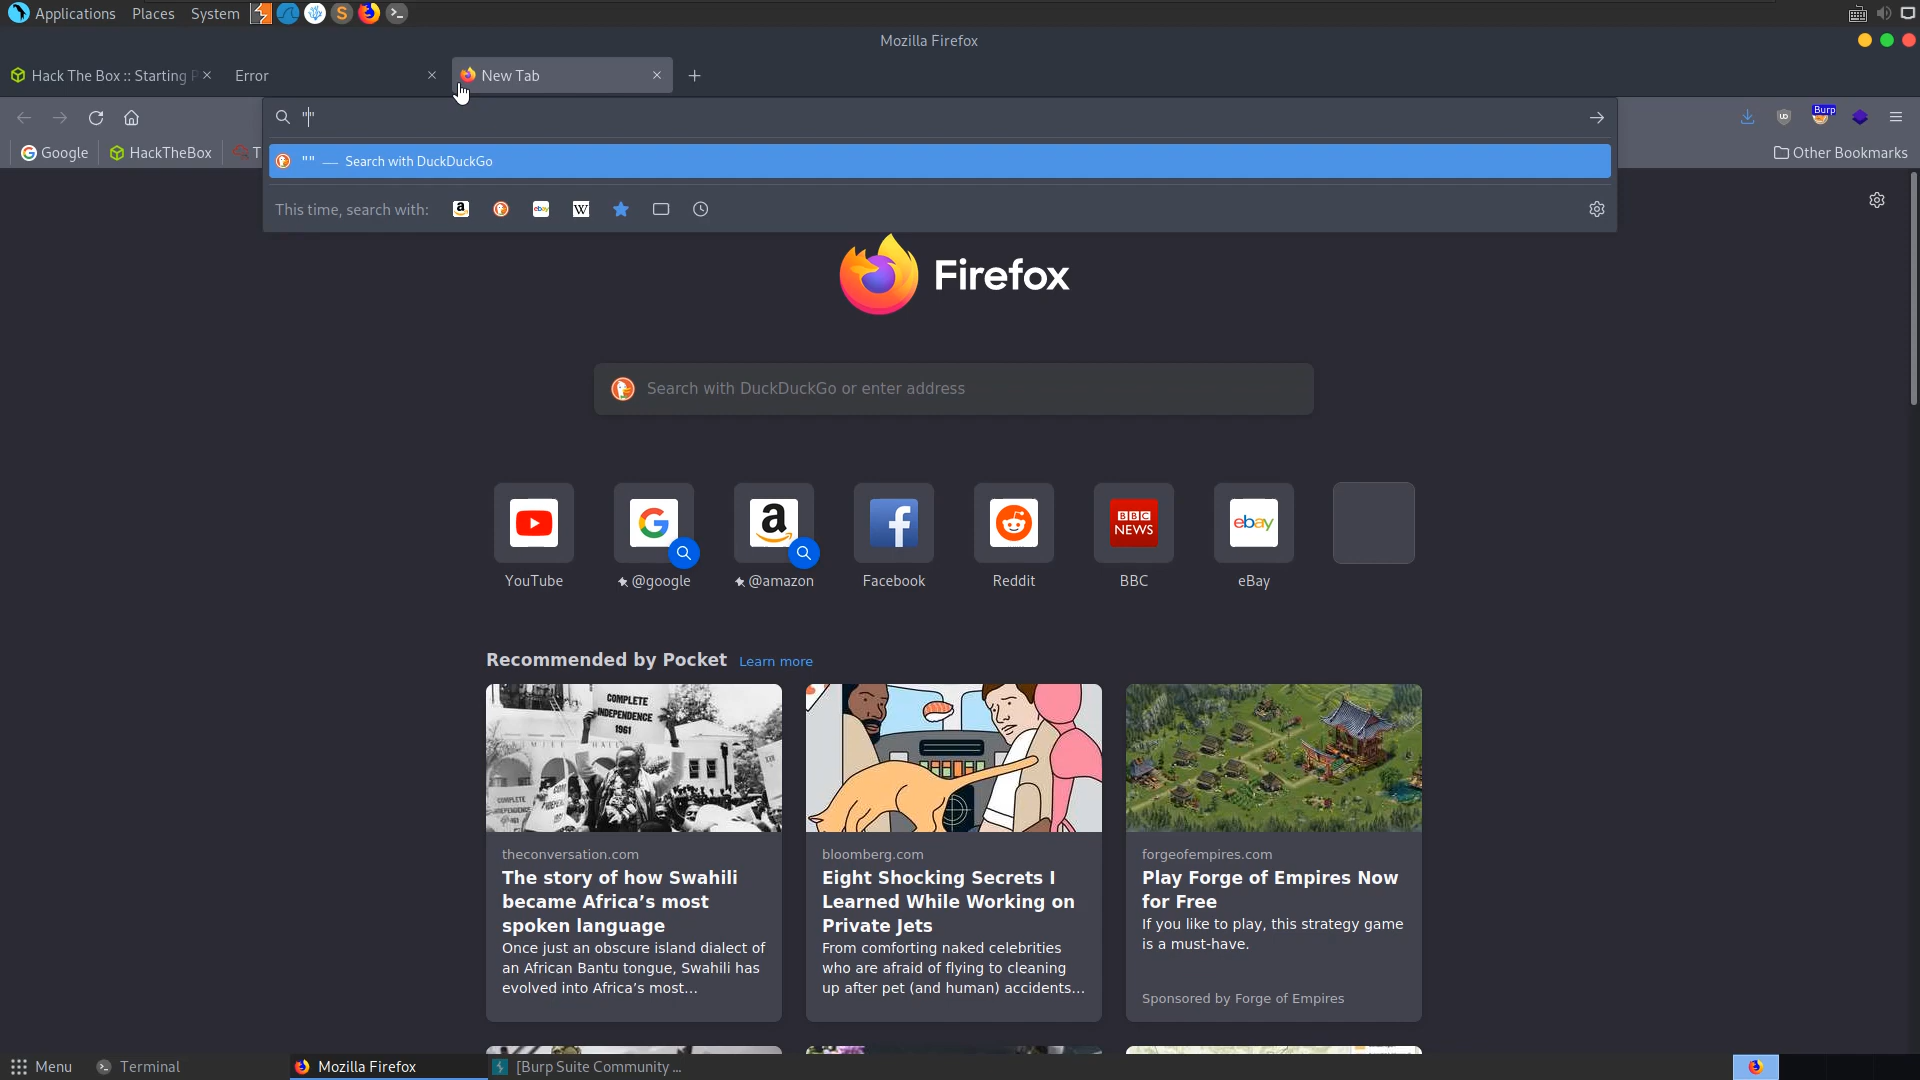 Applications Places System
Mozilla Firefox
Hack The Box :: Starting P
Error
New Tab
""
Burp
Google
HackTheBox
T
Other Bookmarks
"" — Search with DuckDuckGo
This time, search with:
Firefox
Search with DuckDuckGo or enter address
BBC
NEWS
ebay
YouTube
@google
@amazon
Facebook
Reddit
BBC
eBay
Recommended by Pocket Learn more
COMPLETE
INDEPENDENCE
1961
theconversation.com
The story of how Swahili
became Africa’s most
spoken language
Once just an obscure island dialect of
an African Bantu tongue, Swahili has
evolved into Africa’s most...
bloomberg.com
Eight Shocking Secrets I
Learned While Working on
Private Jets
From comforting naked celebrities
who are afraid of flying to cleaning
up after pet (and human) accidents...
forgeofempires.com
Play Forge of Empires Now
for Free
If you like to play, this strategy game
is a must-have.
Sponsored by Forge of Empires
Menu
Terminal
Mozilla Firefox
[Burp Suite Community ...